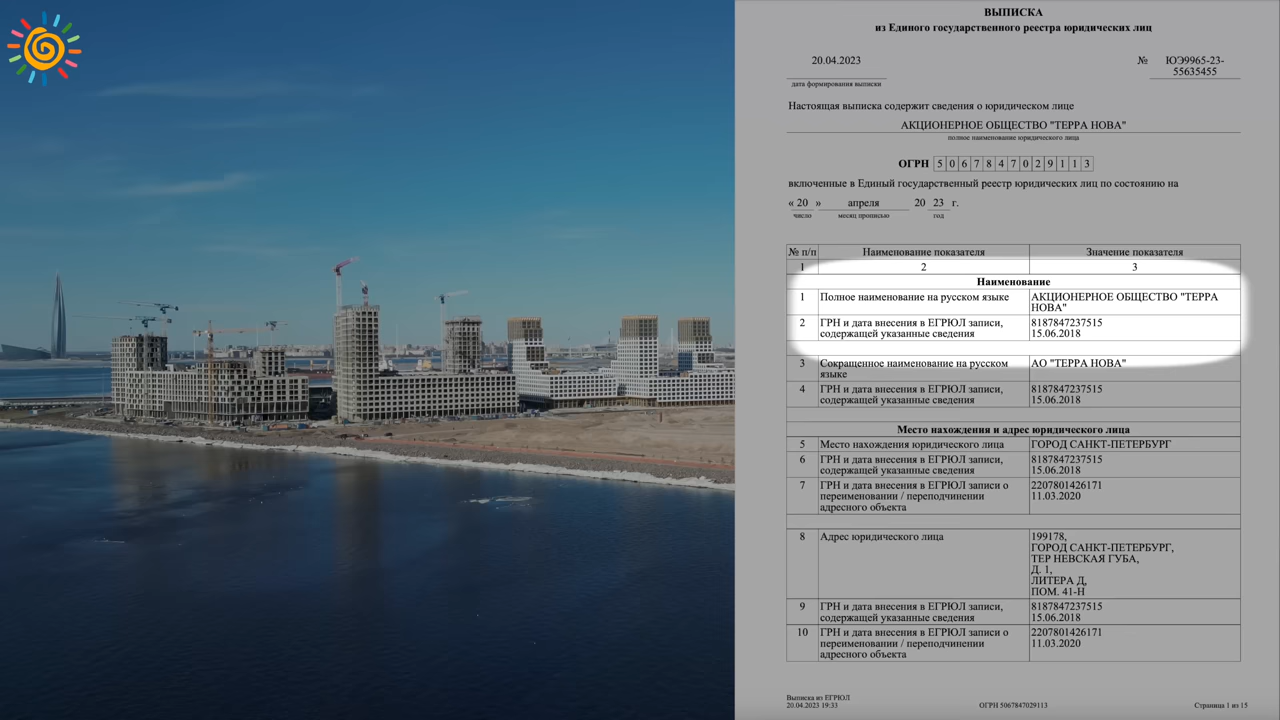 ВЫПИСКА
из Единого государственного реестра юридических лиц
20.04.2023
№
ЮЭ9965-23-
55635455
дата формирования выписки
Настоящая выписка содержит сведения о юридическом лице
АКЦИОНЕРНОЕ ОБЩЕСТВО "ТЕРРА НОВА"
полное наименование юридического лица
ОГРН 5 0 6 7 8 4 7 0 2 9 1 1 3
включенные в Единый государственный реестр юридических лиц по состоянию на
« 20 » апреля 20 23 г.
число месяц прописью год
№ п/п Наименование показателя Значение показателя
1 2 3
Наименование
1 Полное наименование на русском языке АКЦИОНЕРНОЕ ОБЩЕСТВО "ТЕРРА
НОВА"
2 ГРН и дата внесения в ЕГРЮЛ записи, 8187847237515
содержащей указанные сведения 15.06.2018
3 Сокращенное наименование на русском АО "ТЕРРА НОВА"
языке
4 ГРН и дата внесения в ЕГРЮЛ записи, 8187847237515
содержащей указанные сведения 15.06.2018
Место нахождения и адрес юридического лица
5 Место нахождения юридического лица ГОРОД САНКТ-ПЕТЕРБУРГ
6 ГРН и дата внесения в ЕГРЮЛ записи, 8187847237515
содержащей указанные сведения 15.06.2018
7 ГРН и дата внесения в ЕГРЮЛ записи о 2207801426171
переименовании / переподчинении 11.03.2020
адресного объекта
8 Адрес юридического лица 199178,
ГОРОД САНКТ-ПЕТЕРБУРГ,
ТЕР НЕВСКАЯ ГУБА,
Д. 1,
ЛИТЕРА Д,
ПОМ. 41-Н
9 ГРН и дата внесения в ЕГРЮЛ записи, 8187847237515
содержащей указанные сведения 15.06.2018
10 ГРН и дата внесения в ЕГРЮЛ записи о 2207801426171
переименовании / переподчинении 11.03.2020
адресного объекта
Выписка из ЕГРЮЛ
20.04.2023 19:33 ОГРН 5067847029113 Страница 1 из 15